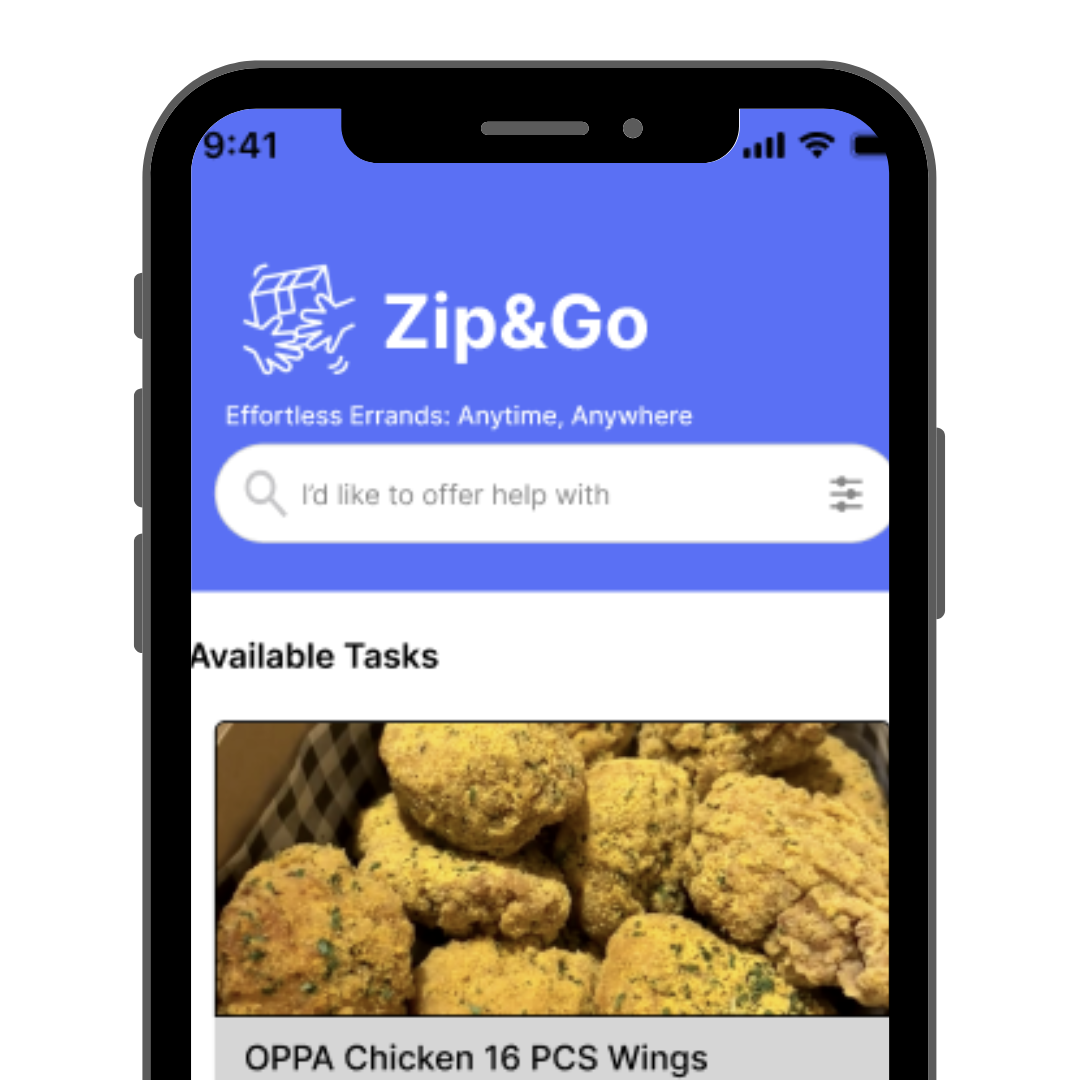 9:41
Zip&Go
Effortless Errands: Anytime, Anywhere
I'd like to offer help with
Available Tasks
OPPA Chicken 16 PCS Wings